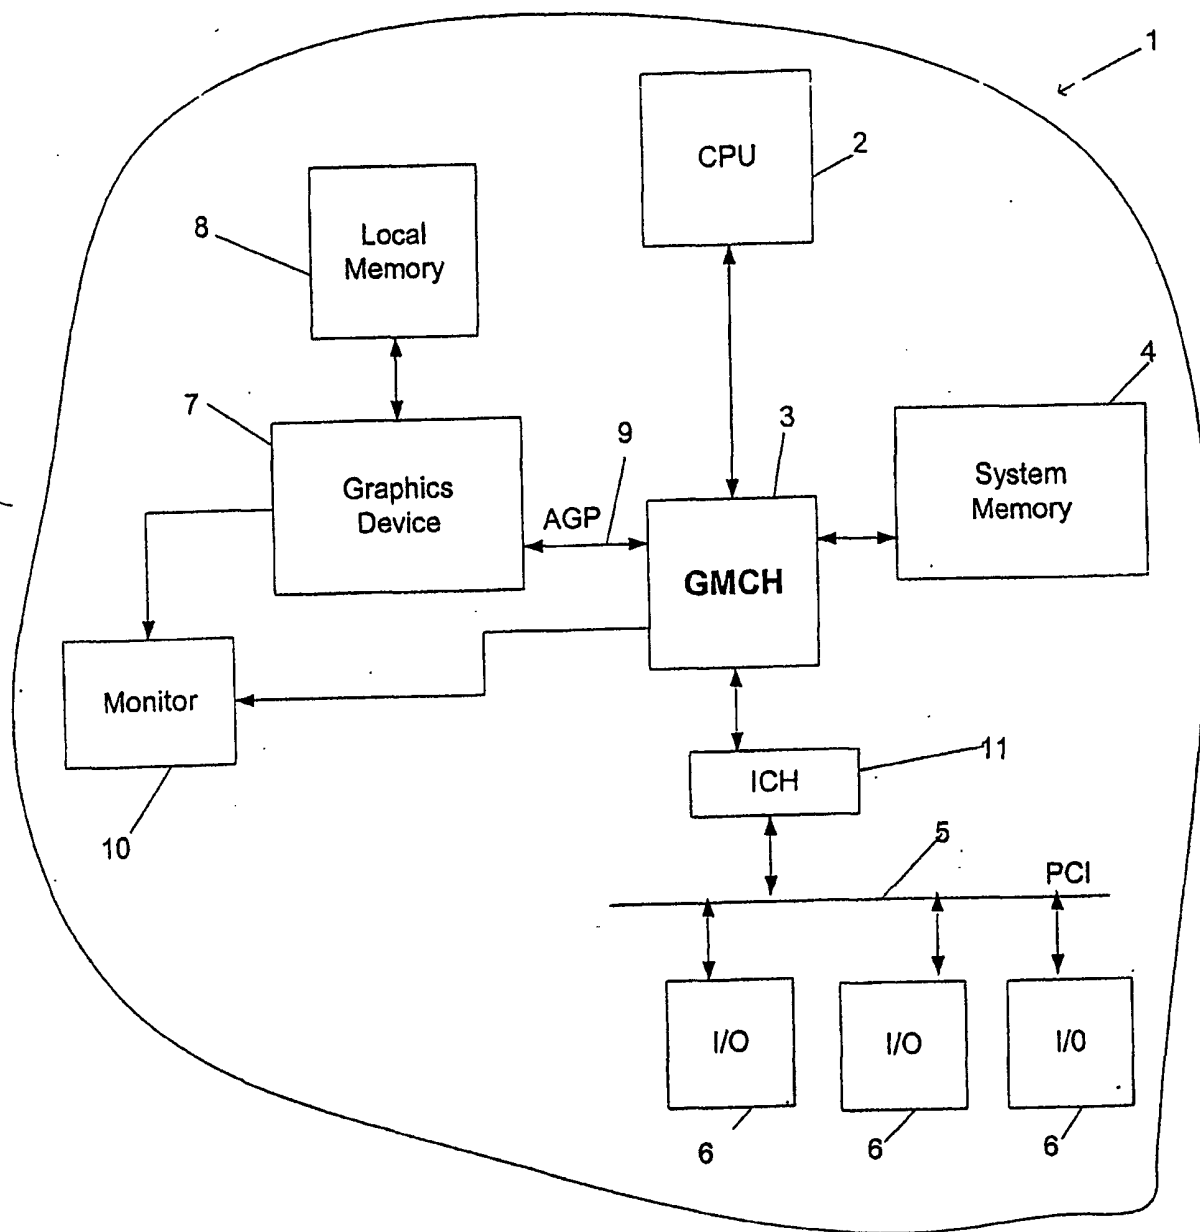 1
CPU
2
Local
Memory
8
4
7
3
9
System
Memory
Graphics
Device
AGP
GMCH
Monitor
11
ICH
10
5
PCI
I/O
I/O
I/0
6
6
6